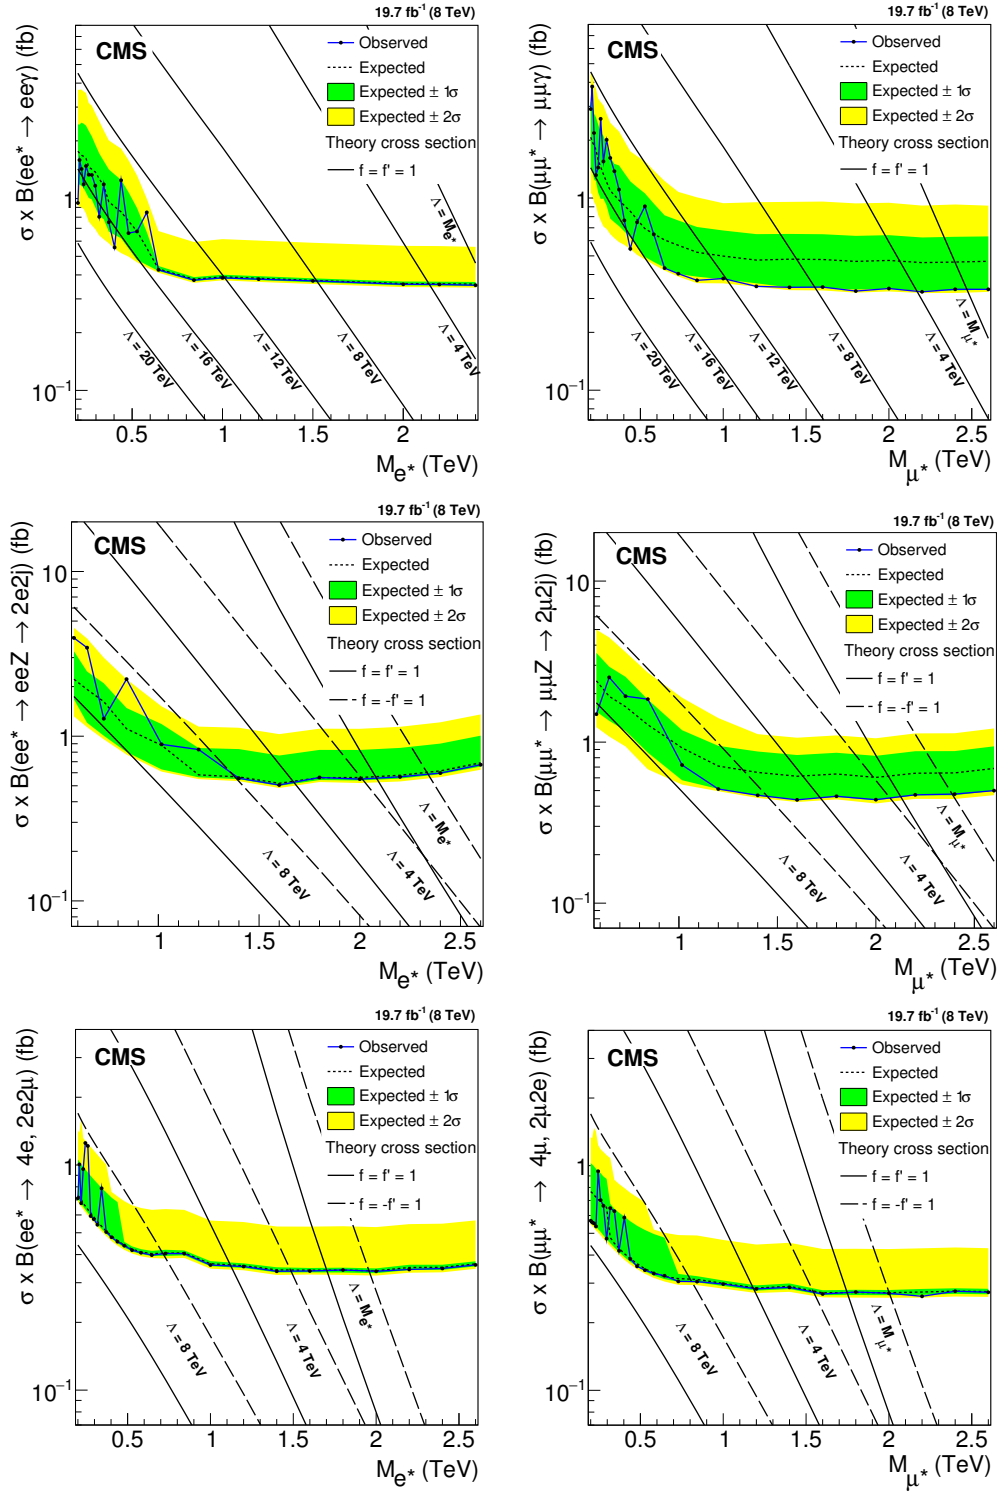 19.7 fb⁻¹ (8 TeV)
CMS
Observed
Expected
Expected ± 1σ
Expected ± 2σ
Theory cross section
f = f' = 1
Λ = M_e*
Λ = 20 TeV
Λ = 16 TeV
Λ = 12 TeV
Λ = 8 TeV
Λ = 4 TeV
1
10⁻¹
0.5 1 1.5 2
σ x B(ee* → eeγ) (fb)
M_e* (TeV)
19.7 fb⁻¹ (8 TeV)
CMS
Observed
Expected
Expected ± 1σ
Expected ± 2σ
Theory cross section
f = f' = 1
Λ = M_μ*
Λ = 20 TeV
Λ = 16 TeV
Λ = 12 TeV
Λ = 8 TeV
Λ = 4 TeV
1
10⁻¹
0.5 1 1.5 2 2.5
σ x B(μμ* → μμγ) (fb)
M_μ* (TeV)
19.7 fb⁻¹ (8 TeV)
CMS
Observed
Expected
Expected ± 1σ
Expected ± 2σ
Theory cross section
f = f' = 1
f = -f' = 1
Λ = M_e*
Λ = 8 TeV
Λ = 4 TeV
10
1
10⁻¹
1 1.5 2 2.5
σ x B(ee* → eeZ → 2e2j) (fb)
M_e* (TeV)
19.7 fb⁻¹ (8 TeV)
CMS
Observed
Expected
Expected ± 1σ
Expected ± 2σ
Theory cross section
f = f' = 1
f = -f' = 1
Λ = M_μ*
Λ = 8 TeV
Λ = 4 TeV
10
1
10⁻¹
1 1.5 2 2.5
σ x B(μμ* → μμZ → 2μ2j) (fb)
M_μ* (TeV)
19.7 fb⁻¹ (8 TeV)
CMS
Observed
Expected
Expected ± 1σ
Expected ± 2σ
Theory cross section
f = f' = 1
f = -f' = 1
Λ = M_e*
Λ = 8 TeV
Λ = 4 TeV
1
10⁻¹
0.5 1 1.5 2 2.5
σ x B(ee* → 4e, 2e2μ) (fb)
M_e* (TeV)
19.7 fb⁻¹ (8 TeV)
CMS
Observed
Expected
Expected ± 1σ
Expected ± 2σ
Theory cross section
f = f' = 1
f = -f' = 1
Λ = M_μ*
Λ = 8 TeV
Λ = 4 TeV
1
10⁻¹
0.5 1 1.5 2 2.5
σ x B(μμ* → 4μ, 2μ2e) (fb)
M_μ* (TeV)